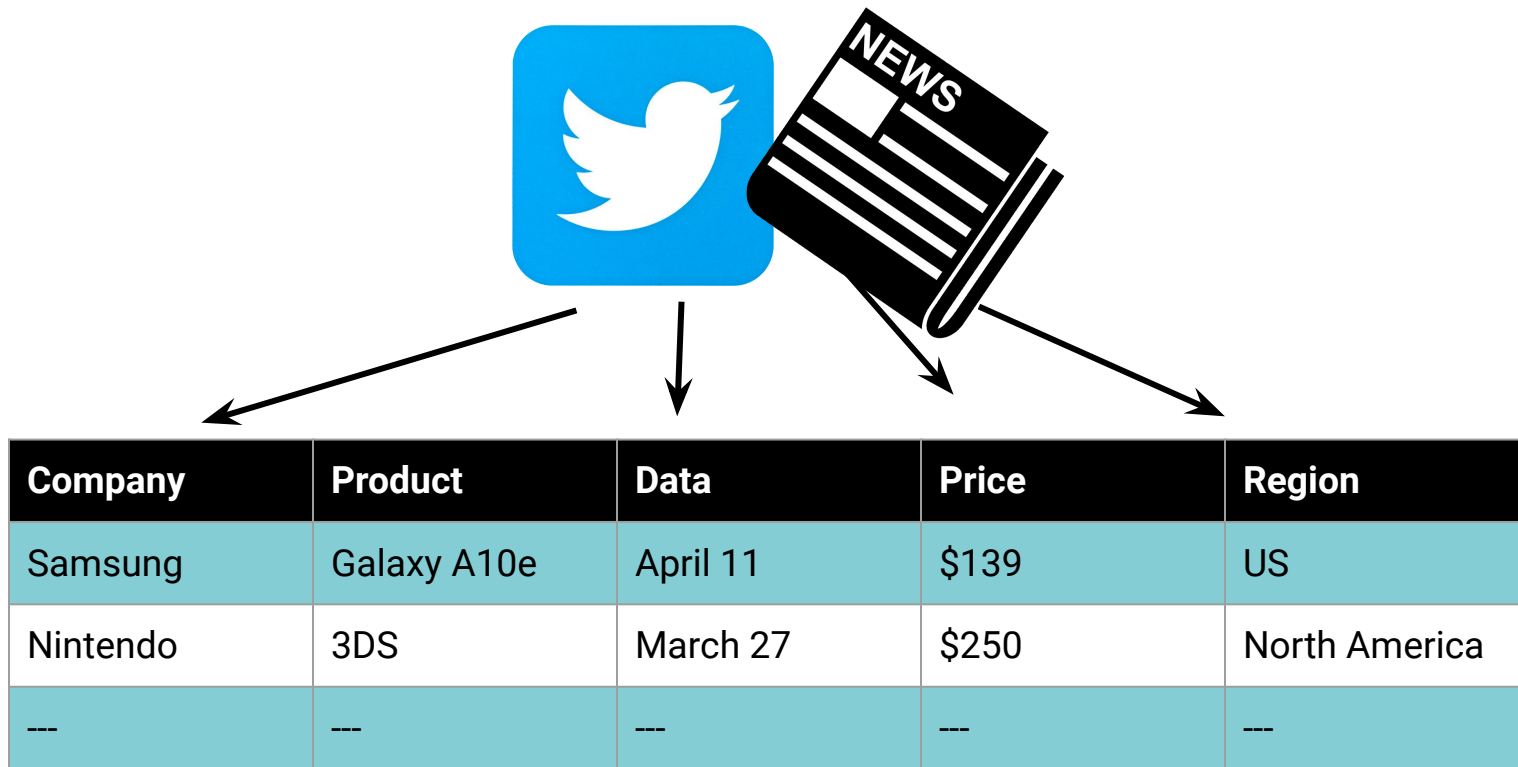 NEWS
Company Product Data Price Region
Samsung Galaxy A10e April 11 $139 US
Nintendo 3DS March 27 $250 North America
--- --- --- --- ---